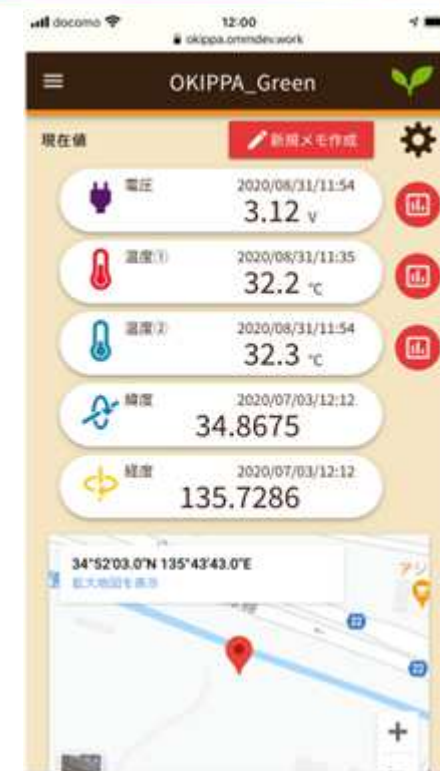 docomo 12:00
okippa.ommdev.work
OKIPPA_Green
現在値 新規メモ作成
電圧 2020/08/31/11:54
3.12 v
温度① 2020/08/31/11:35
32.2 ℃
温度② 2020/08/31/11:54
32.3 ℃
緯度 2020/07/03/12:12
34.8675
経度 2020/07/03/12:12
135.7286
34°52'03.0"N 135°43'43.0"E
拡大地図を表示
アジ
22
22
+